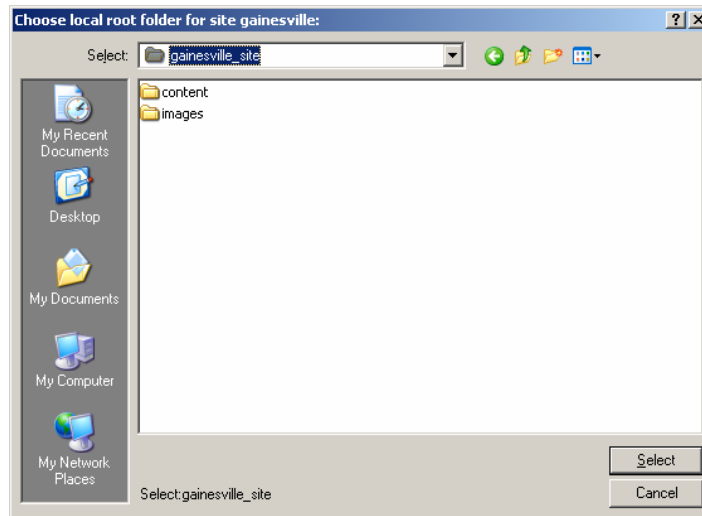 Choose local root folder for site gainesville:
Select:
gainesville_site
content
images
My Recent
Documents
Desktop
My Documents
My Computer
My Network
Places
Select
Select:gainesville_site
Cancel